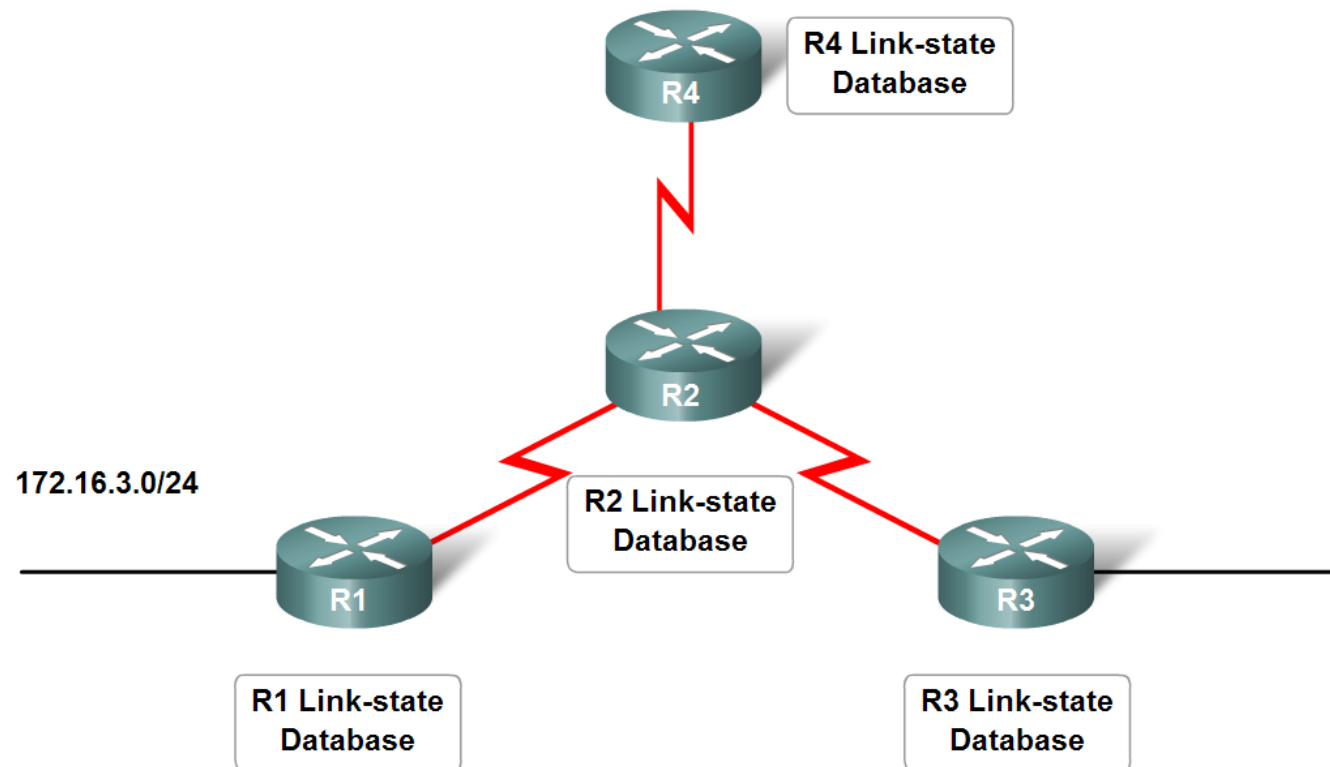 R4 Link-state
Database
R4
R2
172.16.3.0/24
R2 Link-state
Database
R1
R3
R1 Link-state
Database
R3 Link-state
Database